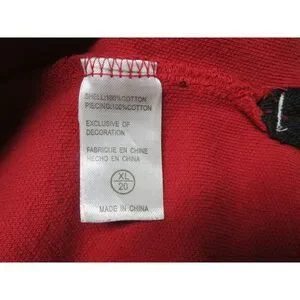 SHELL:100%COTTON
PIECING:100%COTTON
EXCLUSIVE OF
DECORATION
FABRIQUE EN CHINE
HECHO EN CHINA
XL
20
MADE IN CHINA